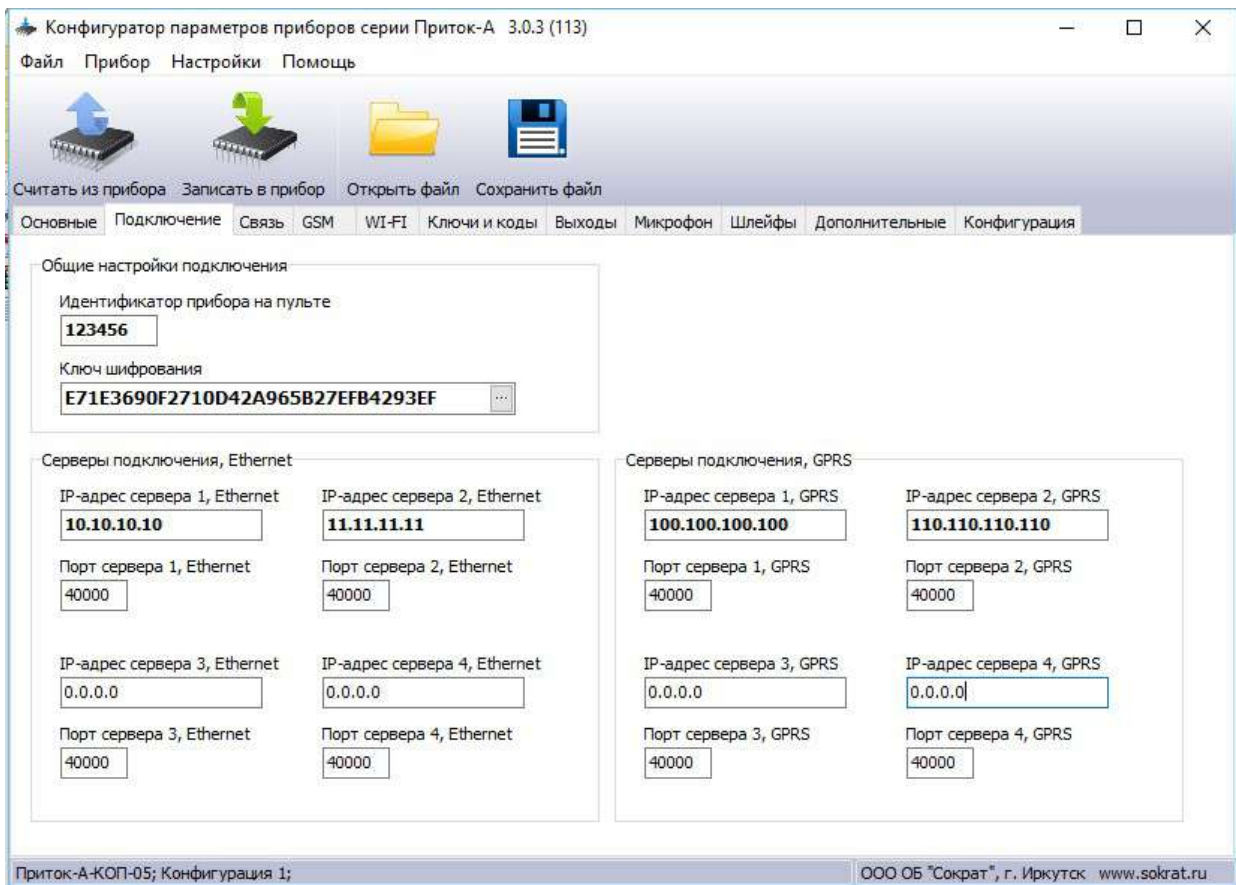 Конфигуратор параметров приборов серии Приток-А 3.0.3 (113)
Файл Прибор Настройки Помощь
Считать из прибора Записать в прибор Открыть файл Сохранить файл
Основные Подключение Связь GSM WI-FI Ключи и коды Выходы Микрофон Шлейфы Дополнительные Конфигурация
Общие настройки подключения
Идентификатор прибора на пульте
123456
Ключ шифрования
E71E3690F2710D42A965B27EFB4293EF ...
Серверы подключения, Ethernet
IP-адрес сервера 1, Ethernet IP-адрес сервера 2, Ethernet
10.10.10.10 11.11.11.11
Порт сервера 1, Ethernet Порт сервера 2, Ethernet
40000 40000
IP-адрес сервера 3, Ethernet IP-адрес сервера 4, Ethernet
0.0.0.0 0.0.0.0
Порт сервера 3, Ethernet Порт сервера 4, Ethernet
40000 40000
Серверы подключения, GPRS
IP-адрес сервера 1, GPRS IP-адрес сервера 2, GPRS
100.100.100.100 110.110.110.110
Порт сервера 1, GPRS Порт сервера 2, GPRS
40000 40000
IP-адрес сервера 3, GPRS IP-адрес сервера 4, GPRS
0.0.0.0 0.0.0.0
Порт сервера 3, GPRS Порт сервера 4, GPRS
40000 40000
Приток-А-КОП-05; Конфигурация 1; ООО ОБ "Сократ", г. Иркутск www.sokrat.ru